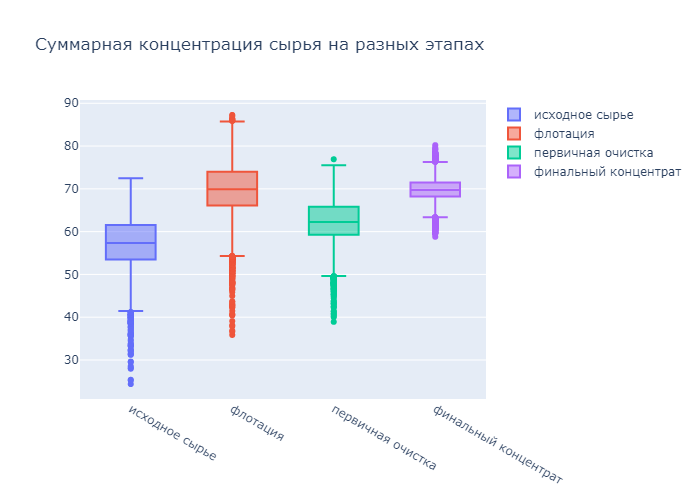 Суммарная концентрация сырья на разных этапах
90
80
70
60
50
40
30
исходное сырье
флотация
первичная очистка
финальный концентрат
исходное сырье
флотация
первичная очистка
финальный концентрат